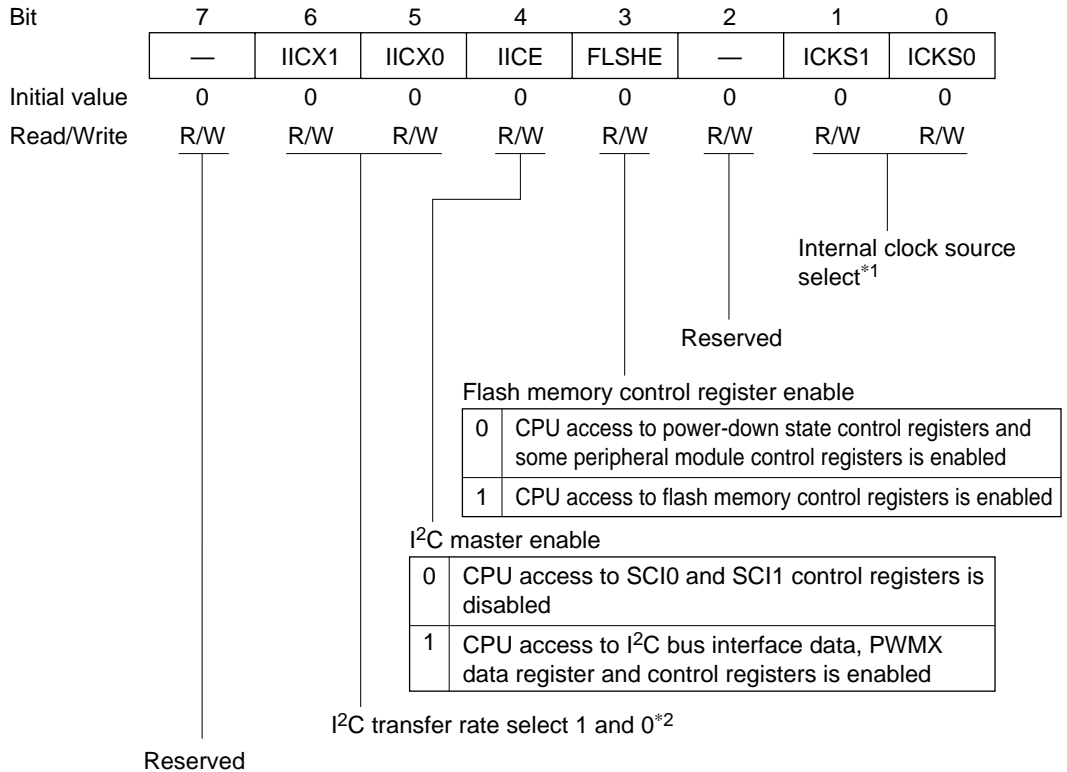 Bit 7 6 5 4 3 2 1 0
— IICX1 IICX0 IICE FLSHE — ICKS1 ICKS0
Initial value 0 0 0 0 0 0 0 0
Read/Write R/W R/W R/W R/W R/W R/W R/W R/W
Internal clock source
select*1
Reserved
Flash memory control register enable
0 CPU access to power-down state control registers and
some peripheral module control registers is enabled
1 CPU access to flash memory control registers is enabled
I2C master enable
0 CPU access to SCI0 and SCI1 control registers is
disabled
1 CPU access to I2C bus interface data, PWMX
data register and control registers is enabled
I2C transfer rate select 1 and 0*2
Reserved